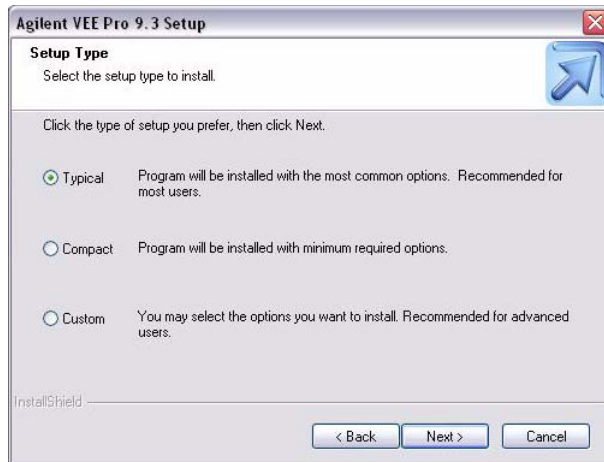 Agilent VEE Pro 9.3 Setup
Setup Type
Select the setup type to install.
Click the type of setup you prefer, then click Next.
Typical
Program will be installed with the most common options. Recommended for
most users.
Compact
Program will be installed with minimum required options.
Custom
You may select the options you want to install. Recommended for advanced
users.
InstallShield
< Back
Next >
Cancel